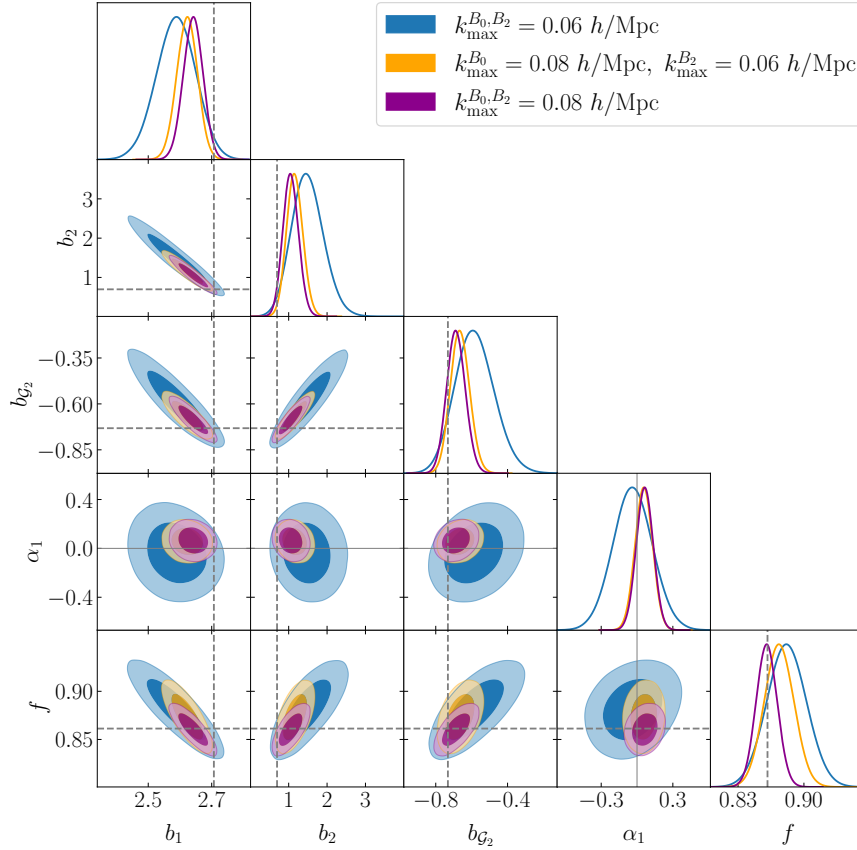 k_max^{B_0,B_2} = 0.06 h/Mpc
k_max^{B_0} = 0.08 h/Mpc, k_max^{B_2} = 0.06 h/Mpc
k_max^{B_0,B_2} = 0.08 h/Mpc
b_2
3
2
1
b_{𝒢_2}
−0.35
−0.60
−0.85
α_1
0.4
0.0
−0.4
f
0.90
0.85
2.5 2.7 1 2 3 −0.8 −0.4 −0.3 0.3 0.83 0.90
b_1 b_2 b_{𝒢_2} α_1 f